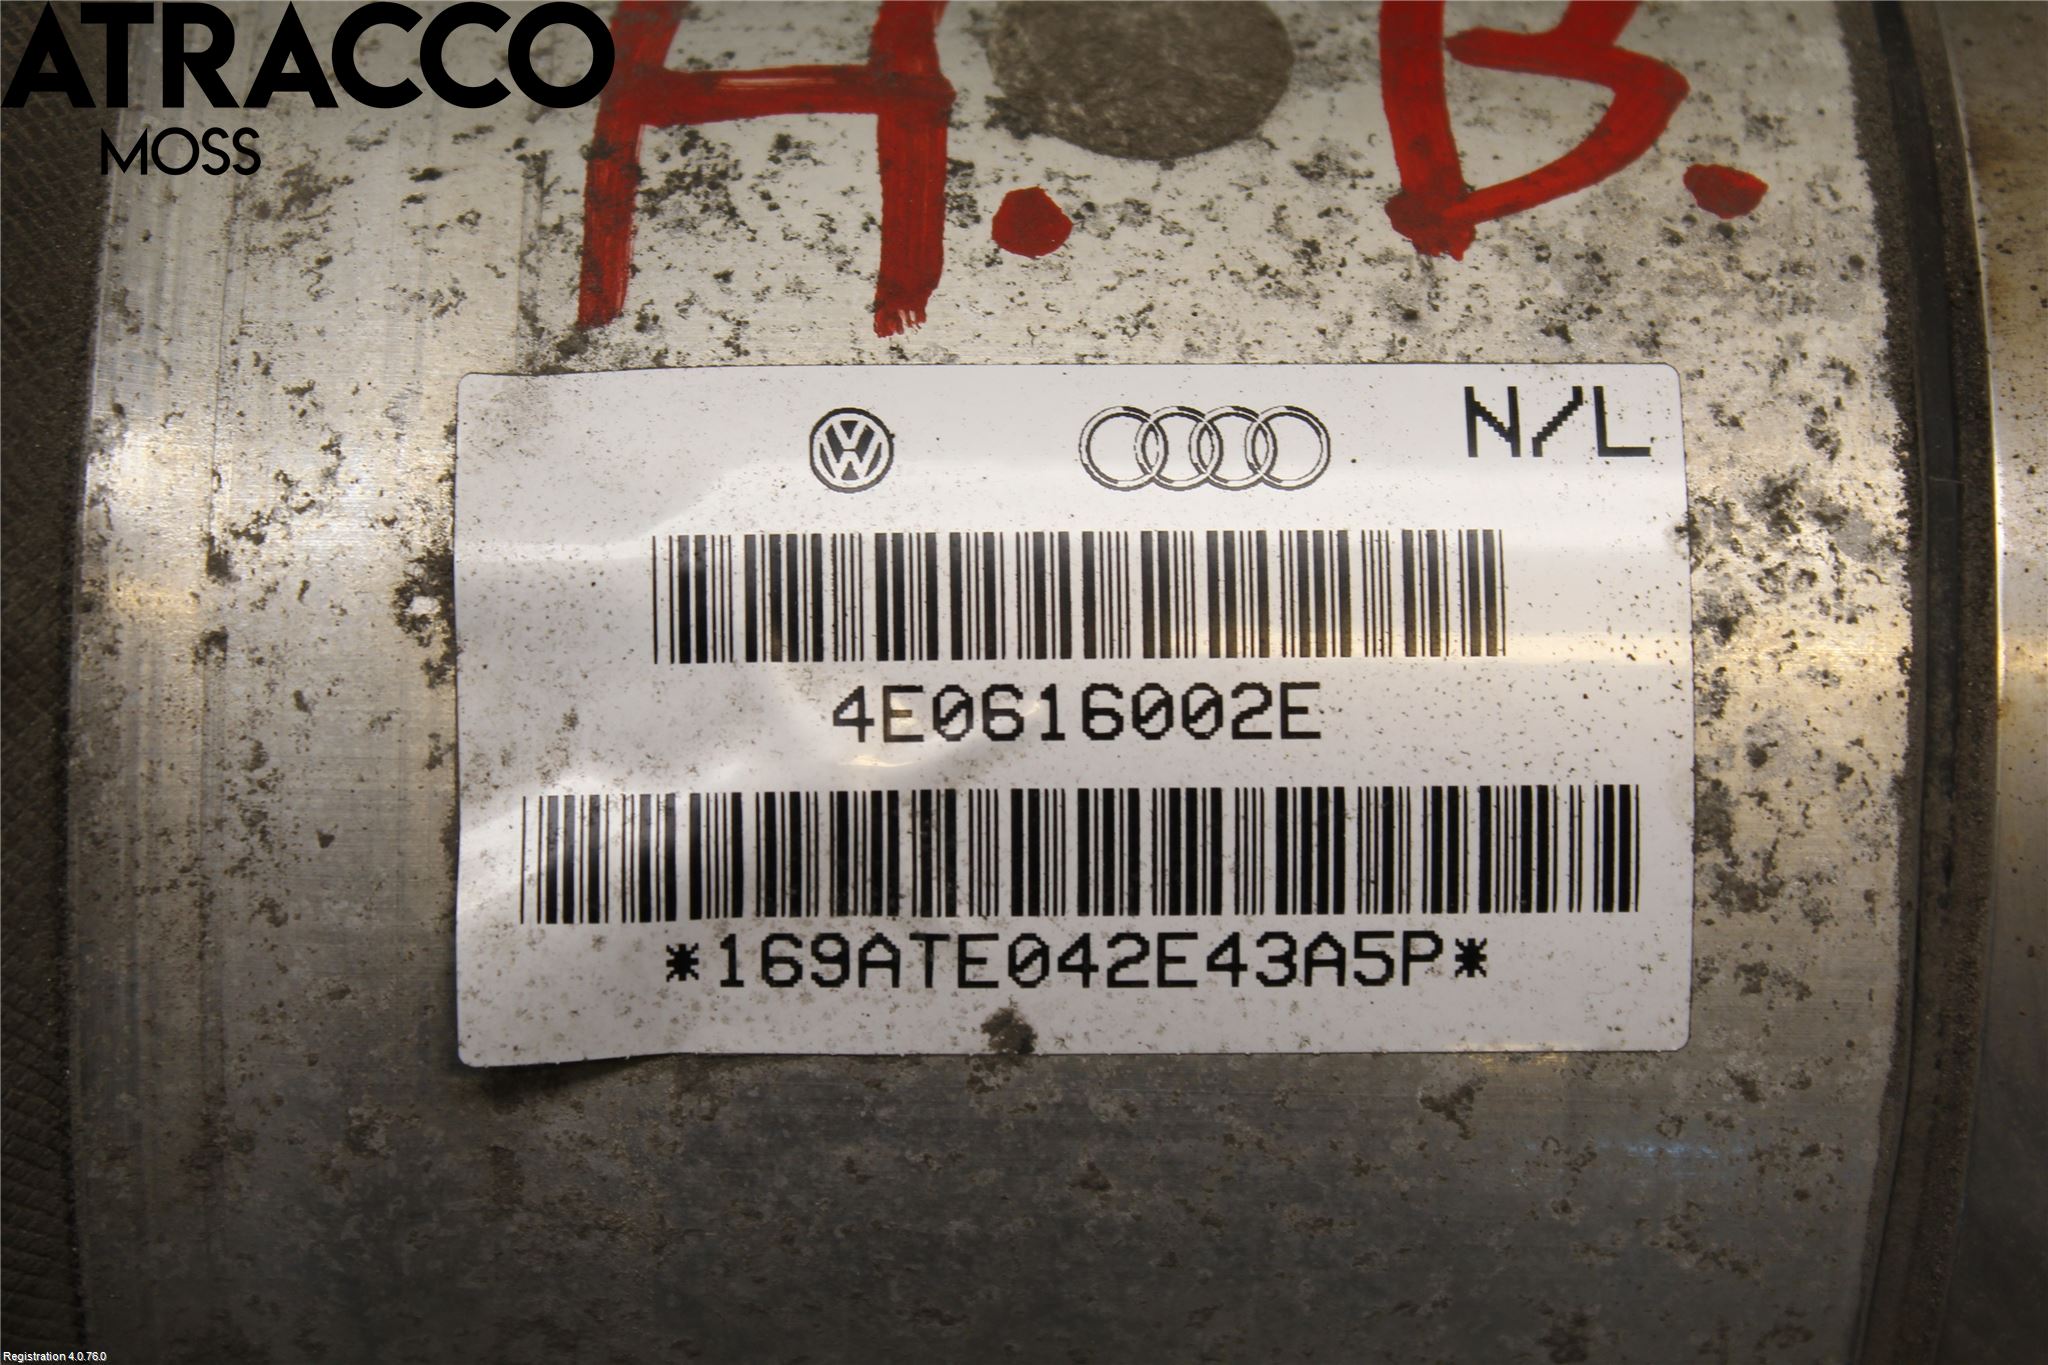 ATRACCO
MOSS
H. B.
N/L
4E0616002E
*169ATE042E43A5P*
Registration 4.0.76.0